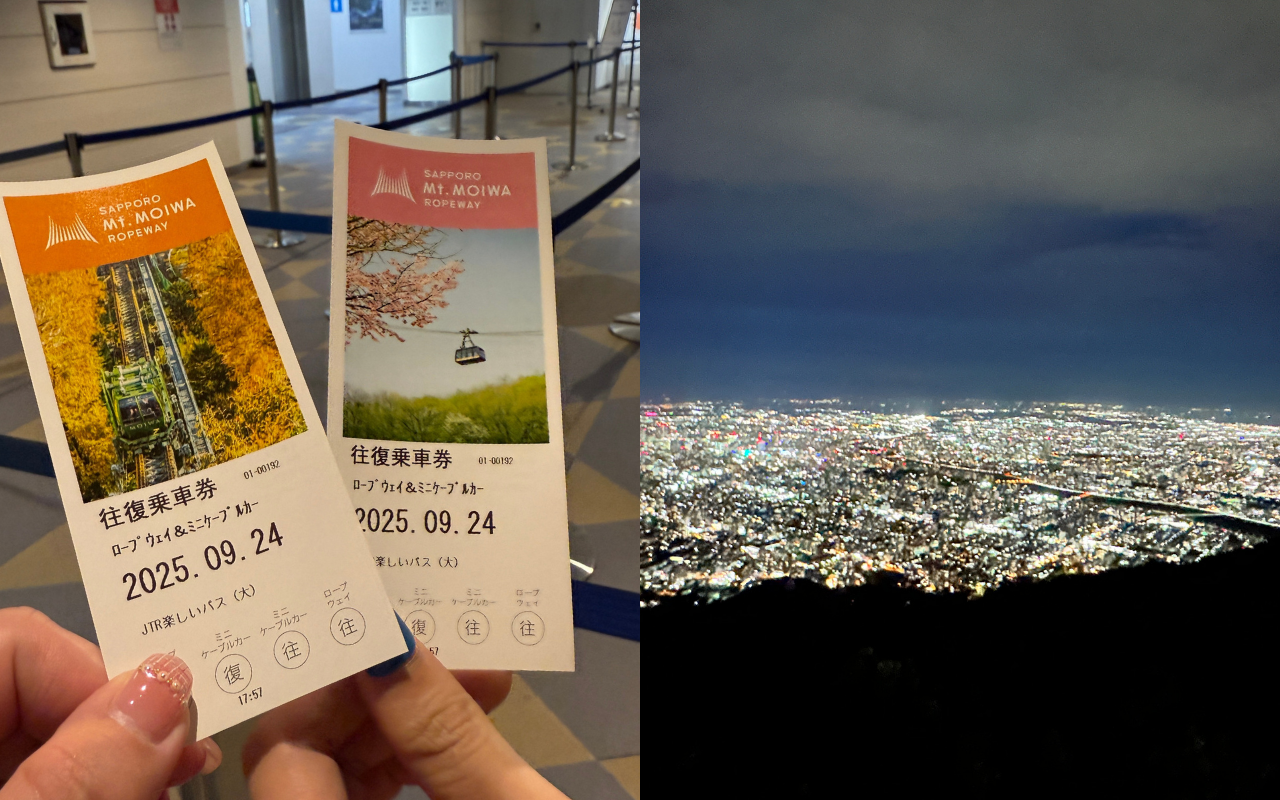 SAPPORO
Mt. MOIWA
ROPEWAY
往復乗車券
01-00192
ロープウェイ&ミニケーブルカー
2025.09.24
JTR楽しいパス (大)
ミニ
ケーブルカー
ミニ
ケーブルカー
ロープ
ウェイ
復
往
往
17:57
SAPPORO
Mt. MOIWA
ROPEWAY
往復乗車券
01-00192
ロープウェイ&ミニケーブルカー
2025.09.24
楽しいパス (大)
ミニ
ケーブルカー
ミニ
ケーブルカー
ロープ
ウェイ
復
往
往
57